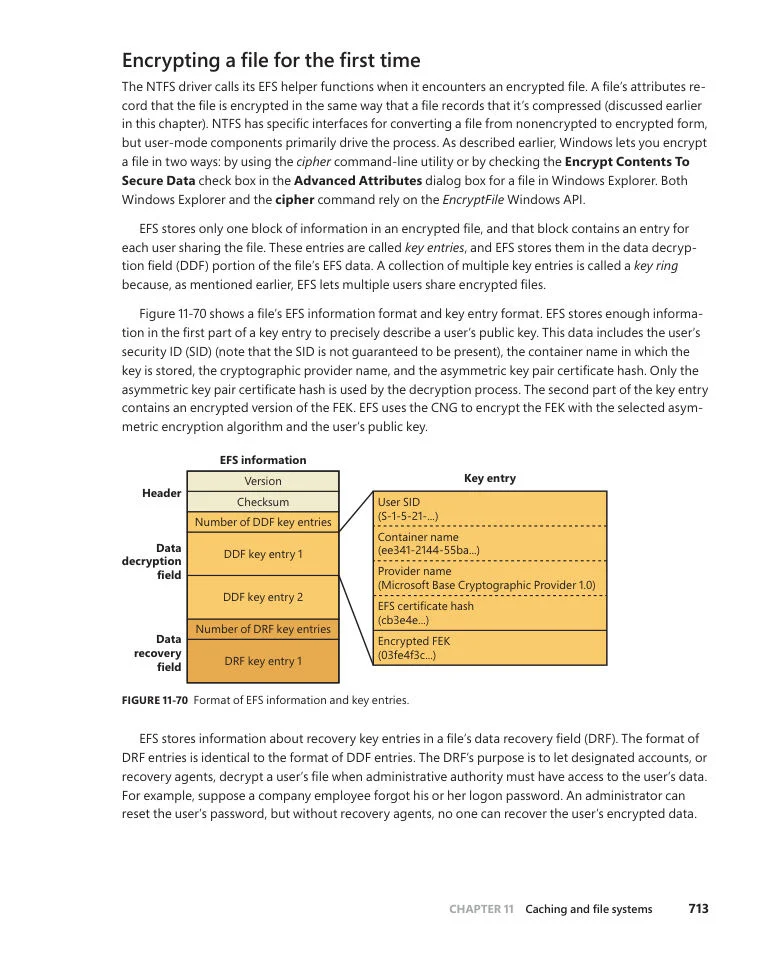 Encrypting a file for the first time
The NTFS driver calls its EFS helper functions when it encounters an encrypted file. A file’s attributes re-
cord that the file is encrypted in the same way that a file records that it’s compressed (discussed earlier
in this chapter). NTFS has specific interfaces for converting a file from nonencrypted to encrypted form,
but user-mode components primarily drive the process. As described earlier, Windows lets you encrypt
a file in two ways: by using the cipher command-line utility or by checking the Encrypt Contents To
Secure Data check box in the Advanced Attributes dialog box for a file in Windows Explorer. Both
Windows Explorer and the cipher command rely on the EncryptFile Windows API.
EFS stores only one block of information in an encrypted file, and that block contains an entry for
each user sharing the file. These entries are called key entries, and EFS stores them in the data decryp-
tion field (DDF) portion of the file’s EFS data. A collection of multiple key entries is called a key ring
because, as mentioned earlier, EFS lets multiple users share encrypted files.
Figure 11-70 shows a file’s EFS information format and key entry format. EFS stores enough informa-
tion in the first part of a key entry to precisely describe a user’s public key. This data includes the user’s
security ID (SID) (note that the SID is not guaranteed to be present), the container name in which the
key is stored, the cryptographic provider name, and the asymmetric key pair certificate hash. Only the
asymmetric key pair certificate hash is used by the decryption process. The second part of the key entry
contains an encrypted version of the FEK. EFS uses the CNG to encrypt the FEK with the selected asym-
metric encryption algorithm and the user’s public key.
EFS information
Header
Version
Checksum
Number of DDF key entries
Data
decryption
field
DDF key entry 1
DDF key entry 2
Number of DRF key entries
Data
recovery
field
DRF key entry 1
Key entry
User SID
(S-1-5-21-...)
Container name
(ee341-2144-55ba...)
Provider name
(Microsoft Base Cryptographic Provider 1.0)
EFS certificate hash
(cb3e4e...)
Encrypted FEK
(03fe4f3c...)
FIGURE 11-70 Format of EFS information and key entries.
EFS stores information about recovery key entries in a file’s data recovery field (DRF). The format of
DRF entries is identical to the format of DDF entries. The DRF’s purpose is to let designated accounts, or
recovery agents, decrypt a user’s file when administrative authority must have access to the user’s data.
For example, suppose a company employee forgot his or her logon password. An administrator can
reset the user’s password, but without recovery agents, no one can recover the user’s encrypted data.
CHAPTER 11 Caching and file systems 713